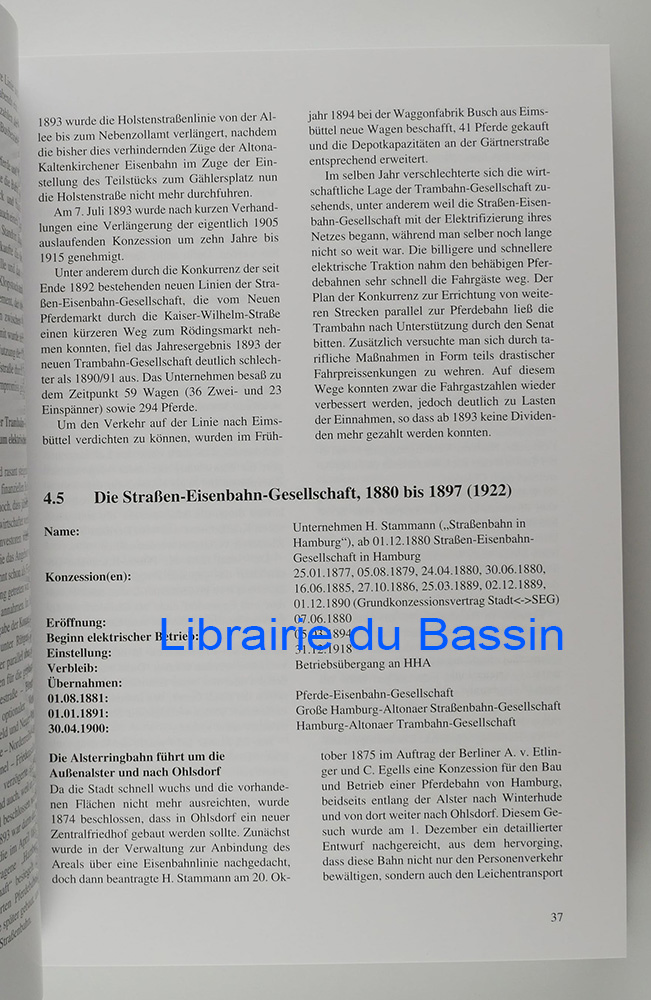 1893 wurde die Holstenstraßenlinie von der Al-
lee bis zum Nebenzollamt verlängert, nachdem
die bisher dies verhindernden Züge der Altona-
Kaltenkirchener Eisenbahn im Zuge der Ein-
stellung des Teilstücks zum Gählersplatz nun
die Holstenstraße nicht mehr durchfuhren.
Am 7. Juli 1893 wurde nach kurzen Verhand-
lungen eine Verlängerung der eigentlich 1905
auslaufenden Konzession um zehn Jahre bis
1915 genehmigt.
Unter anderem durch die Konkurrenz der seit
Ende 1892 bestehenden neuen Linien der Stra-
ßen-Eisenbahn-Gesellschaft, die vom Neuen
Pferdemarkt durch die Kaiser-Wilhelm-Straße
einen kürzeren Weg zum Rödingsmarkt neh-
men konnten, fiel das Jahresergebnis 1893 der
neuen Trambahn-Gesellschaft deutlich schlech-
ter als 1890/91 aus. Das Unternehmen besaß zu
dem Zeitpunkt 59 Wagen (36 Zwei- und 23
Einspänner) sowie 294 Pferde.
Um den Verkehr auf der Linie nach Eims-
büttel verdichten zu können, wurden im Früh-
jahr 1894 bei der Waggonfabrik Busch aus Eims-
büttel neue Wagen beschafft, 41 Pferde gekauft
und die Depotkapazitäten an der Gärtnerstraße
entsprechend erweitert.
Im selben Jahr verschlechterte sich die wirt-
schaftliche Lage der Trambahn-Gesellschaft zu-
sehends, unter anderem weil die Straßen-Eisen-
bahn-Gesellschaft mit der Elektrifizierung ihres
Netzes begann, während man selber noch lange
nicht so weit war. Die billigere und schnellere
elektrische Traktion nahm den behäbigen Pfer-
debahnen sehr schnell die Fahrgäste weg. Der
Plan der Konkurrenz zur Errichtung von weite-
ren Strecken parallel zur Pferdebahn ließ die
Trambahn nach Unterstützung durch den Senat
bitten. Zusätzlich versuchte man sich durch ta-
rifliche Maßnahmen in Form teils drastischer
Fahrpreissenkungen zu wehren. Auf diesem
Wege konnten zwar die Fahrgastzahlen wieder
verbessert werden, jedoch deutlich zu Lasten
der Einnahmen, so dass ab 1893 keine Dividen-
den mehr gezahlt werden konnten.
4.5 Die Straßen-Eisenbahn-Gesellschaft, 1880 bis 1897 (1922)
Name: Unternehmen H. Stammann („Straßenbahn in
Hamburg“), ab 01.12.1880 Straßen-Eisenbahn-
Gesellschaft in Hamburg
Konzession(en): 25.01.1877, 05.08.1879, 24.04.1880, 30.06.1880,
16.06.1885, 27.10.1886, 25.03.1889, 02.12.1889,
01.12.1890 (Grundkonzessionsvertrag Stadt<->SEG)
Eröffnung: 07.06.1880
Beginn elektrischer Betrieb: 05.03.1894
Einstellung: 31.12.1918
Verbleib: Betriebsübergang an HHA
Übernahmen:
01.08.1881: Pferde-Eisenbahn-Gesellschaft
01.01.1891: Große Hamburg-Altonaer Straßenbahn-Gesellschaft
30.04.1900: Hamburg-Altonaer Trambahn-Gesellschaft
Librairie du Bassin
Die Alsterringbahn führt um die
Außenalster und nach Ohlsdorf
Da die Stadt schnell wuchs und die vorhande-
nen Flächen nicht mehr ausreichten, wurde
1874 beschlossen, dass in Ohlsdorf ein neuer
Zentralfriedhof gebaut werden sollte. Zunächst
wurde in der Verwaltung zur Anbindung des
Areals über eine Eisenbahnlinie nachgedacht,
doch dann beantragte H. Stammann am 20. Ok-
tober 1875 im Auftrag der Berliner A. v. Etlin-
ger und C. Egells eine Konzession für den Bau
und Betrieb einer Pferdebahn von Hamburg,
beidseits entlang der Alster nach Winterhude
und von dort weiter nach Ohlsdorf. Diesem Ge-
such wurde am 1. Dezember ein detaillierter
Entwurf nachgereicht, aus dem hervorging,
dass diese Bahn nicht nur den Personenverkehr
bewältigen, sondern auch den Leichentransport
37